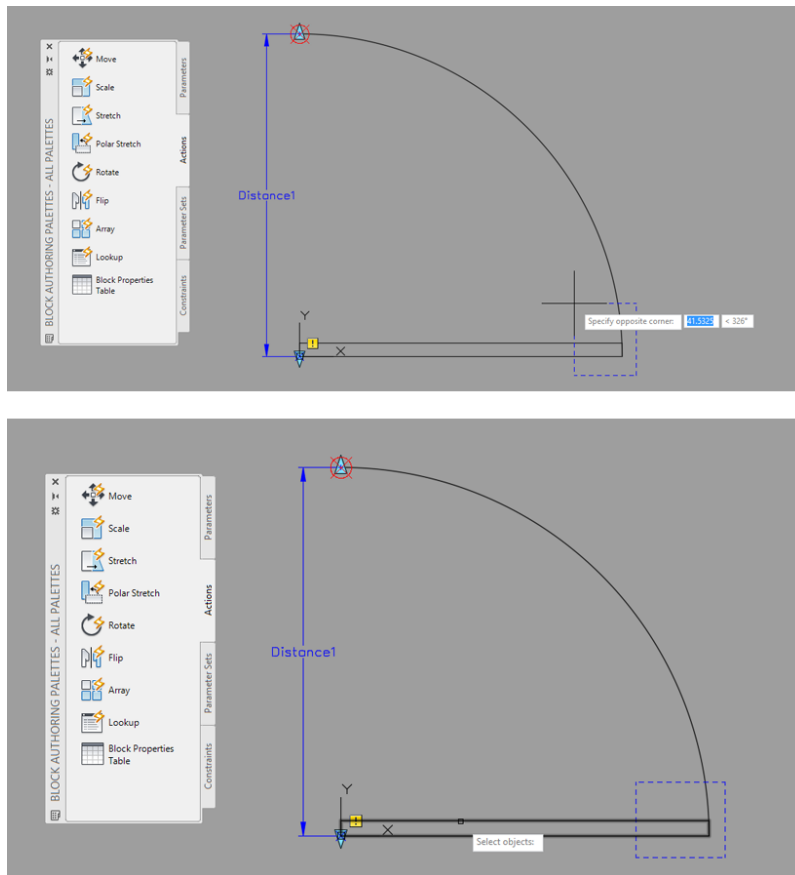 Move
Scale
Stretch
Polar Stretch
Rotate
Flip
Array
Lookup
Block Properties
Table
Parameters
Actions
Parameter Sets
Constraints
BLOCK AUTHORING PALETTES - ALL PALETTES
Distance1
Y
X
!
Specify opposite corner: 41.5325 < 326°
Move
Scale
Stretch
Polar Stretch
Rotate
Flip
Array
Lookup
Block Properties
Table
Parameters
Actions
Parameter Sets
Constraints
BLOCK AUTHORING PALETTES - ALL PALETTES
Distance1
Y
X
!
Select objects: